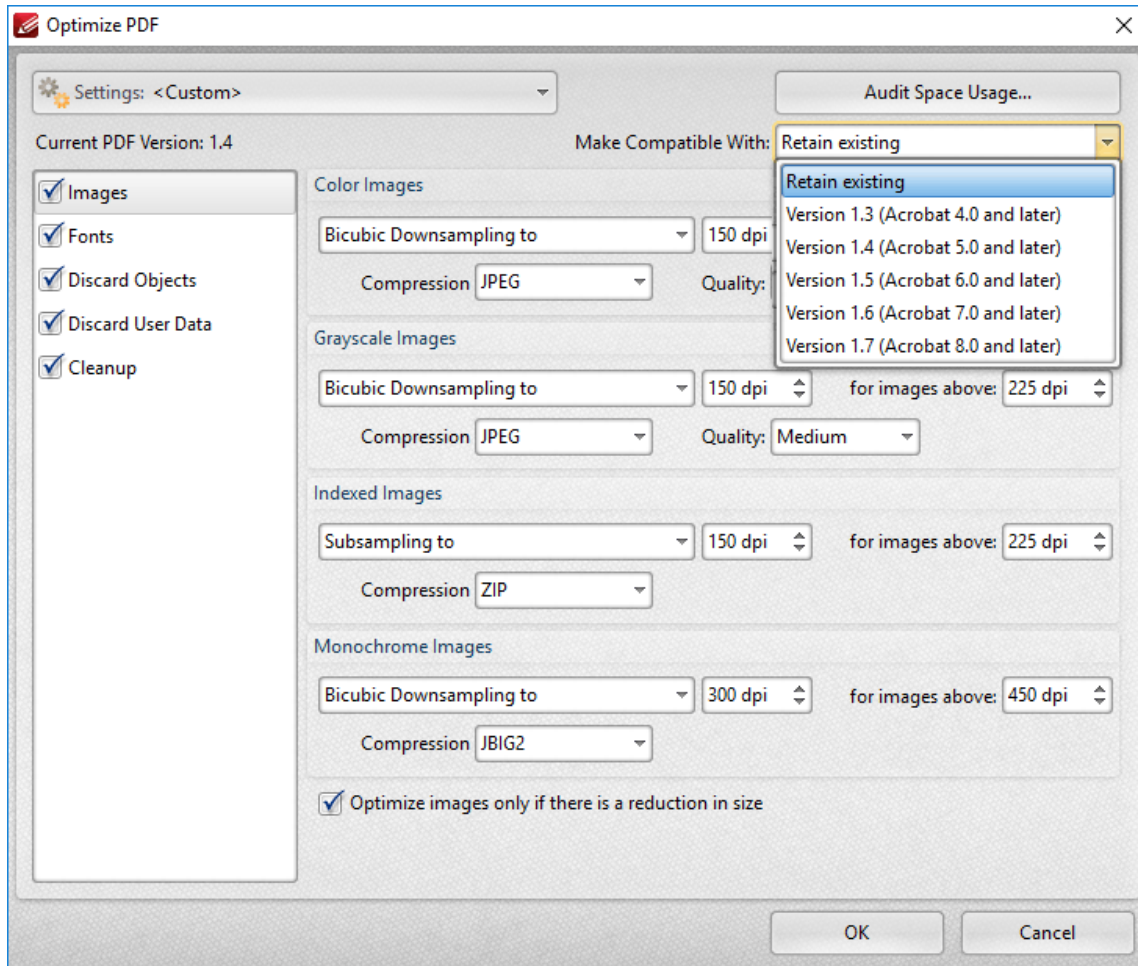 Optimize PDF
Settings: <Custom>
Audit Space Usage...
Current PDF Version: 1.4
Make Compatible With: Retain existing
Retain existing
Version 1.3 (Acrobat 4.0 and later)
Version 1.4 (Acrobat 5.0 and later)
Version 1.5 (Acrobat 6.0 and later)
Version 1.6 (Acrobat 7.0 and later)
Version 1.7 (Acrobat 8.0 and later)
Images
Fonts
Discard Objects
Discard User Data
Cleanup
Color Images
Bicubic Downsampling to 150 dpi
Compression JPEG Quality:
Grayscale Images
Bicubic Downsampling to 150 dpi for images above: 225 dpi
Compression JPEG Quality: Medium
Indexed Images
Subsampling to 150 dpi for images above: 225 dpi
Compression ZIP
Monochrome Images
Bicubic Downsampling to 300 dpi for images above: 450 dpi
Compression JBIG2
Optimize images only if there is a reduction in size
OK Cancel